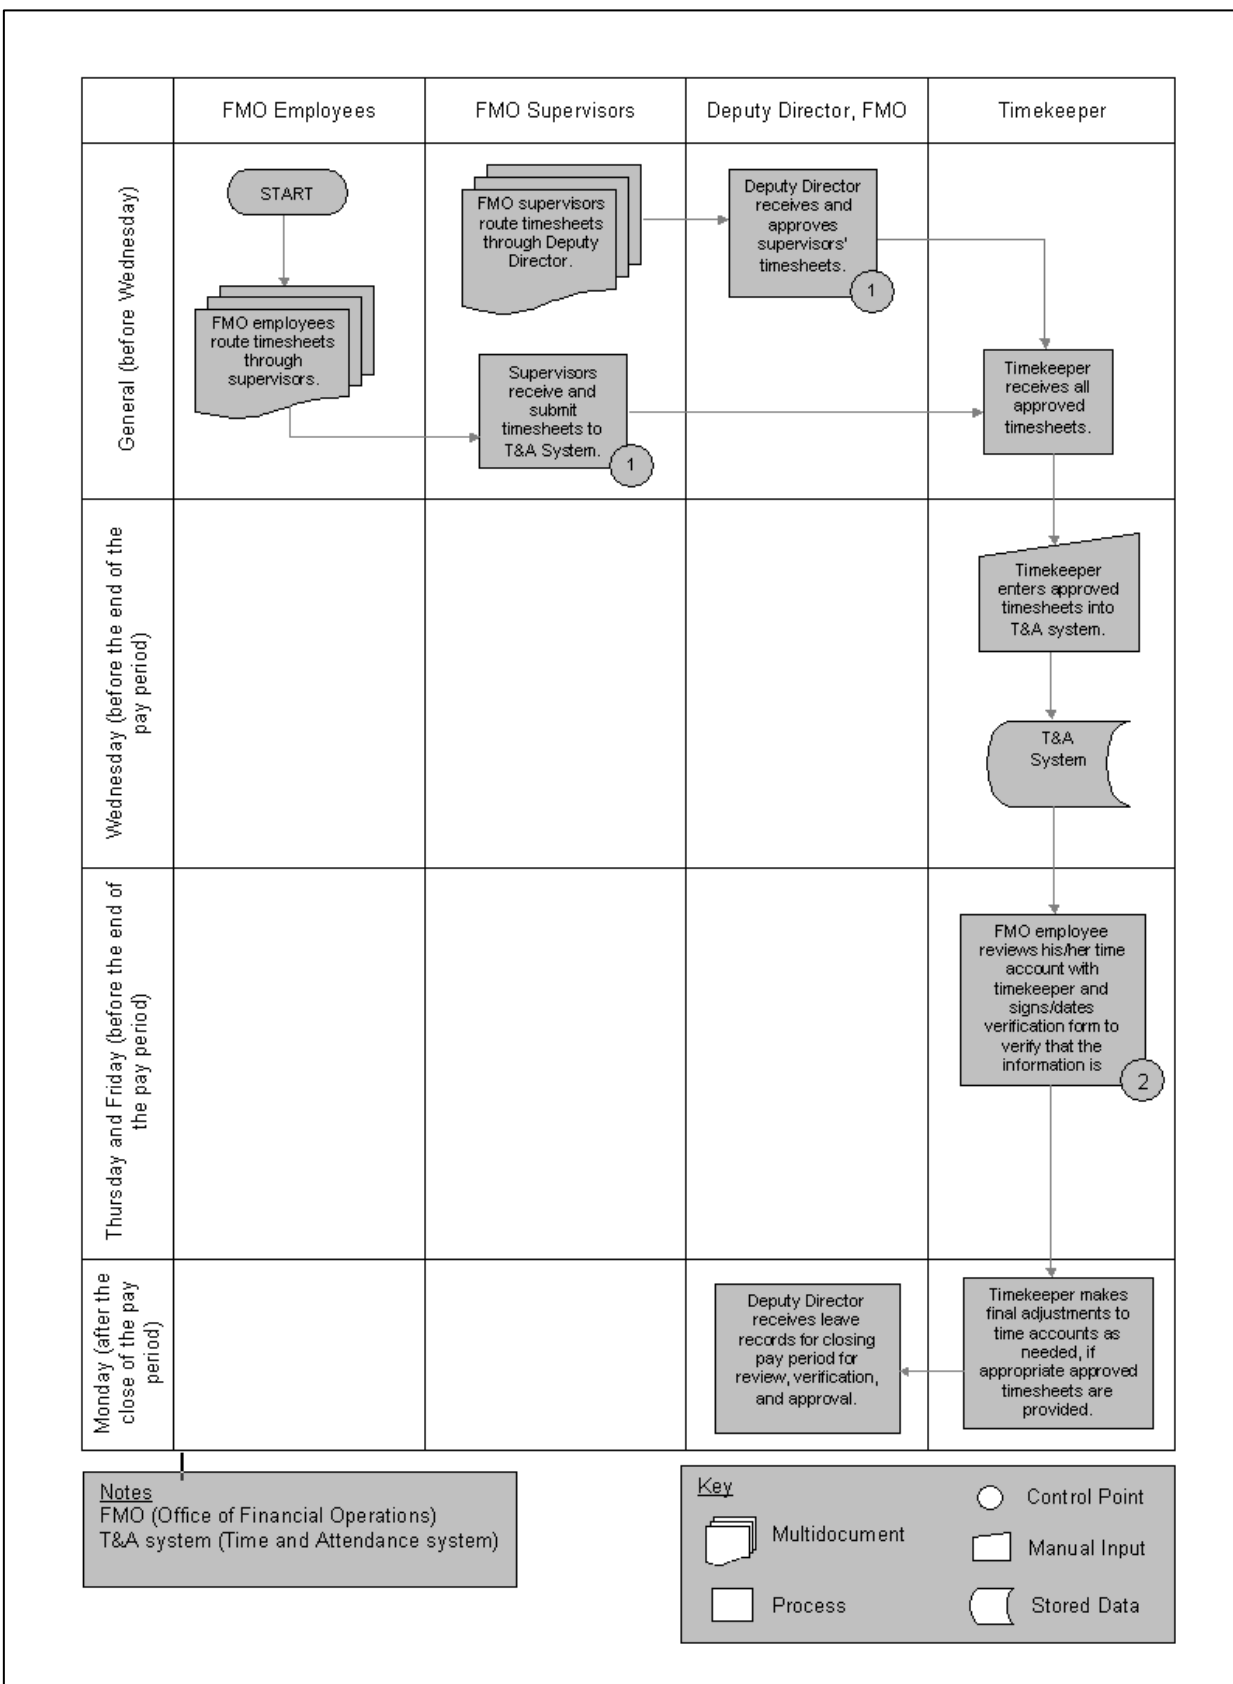 FMO Employees
FMO Supervisors
Deputy Director, FMO
Timekeeper
General (before Wednesday)
START
FMO employees
route timesheets
through
supervisors.
FMO supervisors
route timesheets
through Deputy
Director.
Supervisors
receive and
submit
timesheets to
T&A System.
1
Deputy Director
receives and
approves
supervisors'
timesheets.
1
Timekeeper
receives all
approved
timesheets.
Wednesday (before the end of the
pay period)
Timekeeper
enters approved
timesheets into
T&A system.
T&A
System
Thursday and Friday (before the end of
the pay period)
FMO employee
reviews his/her time
account with
timekeeper and
signs/dates
verification form to
verify that the
information is
2
Monday (after the
close of the pay
period)
Deputy Director
receives leave
records for closing
pay period for
review, verification,
and approval.
Timekeeper makes
final adjustments to
time accounts as
needed, if
appropriate approved
timesheets are
provided.
Notes
FMO (Office of Financial Operations)
T&A system (Time and Attendance system)
Key
Multidocument
Process
Control Point
Manual Input
Stored Data